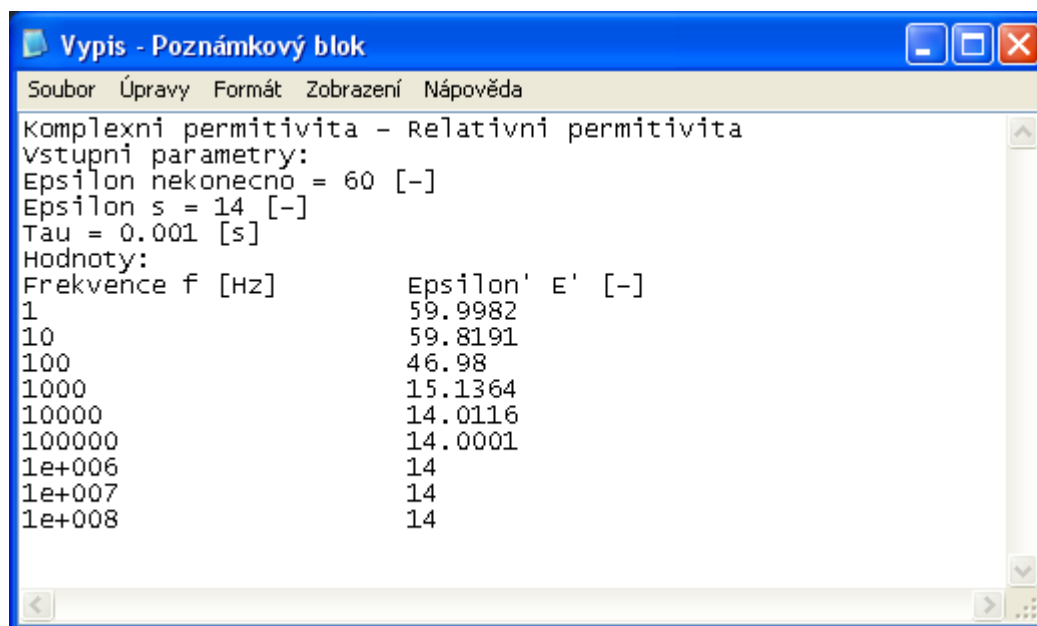 Vypis - Poznámkový blok
Soubor Úpravy Formát Zobrazení Nápověda
Komplexni permitivita - Relativni permitivita
Vstupni parametry:
Epsilon nekonecno = 60 [-]
Epsilon s = 14 [-]
Tau = 0.001 [s]
Hodnoty:
Frekvence f [Hz] Epsilon' E' [-]
1 59.9982
10 59.8191
100 46.98
1000 15.1364
10000 14.0116
100000 14.0001
1e+006 14
1e+007 14
1e+008 14